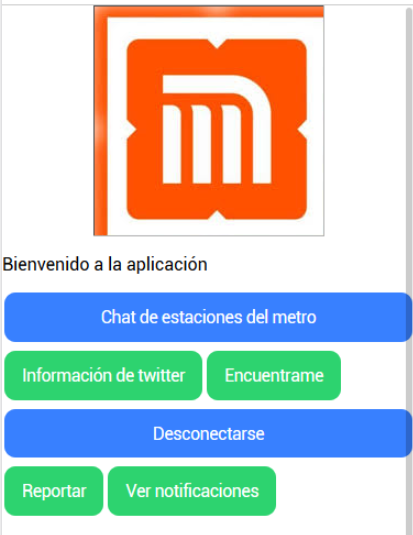 Bienvenido a la aplicación
Chat de estaciones del metro
Información de twitter Encuentrame
Desconectarse
Reportar Ver notificaciones